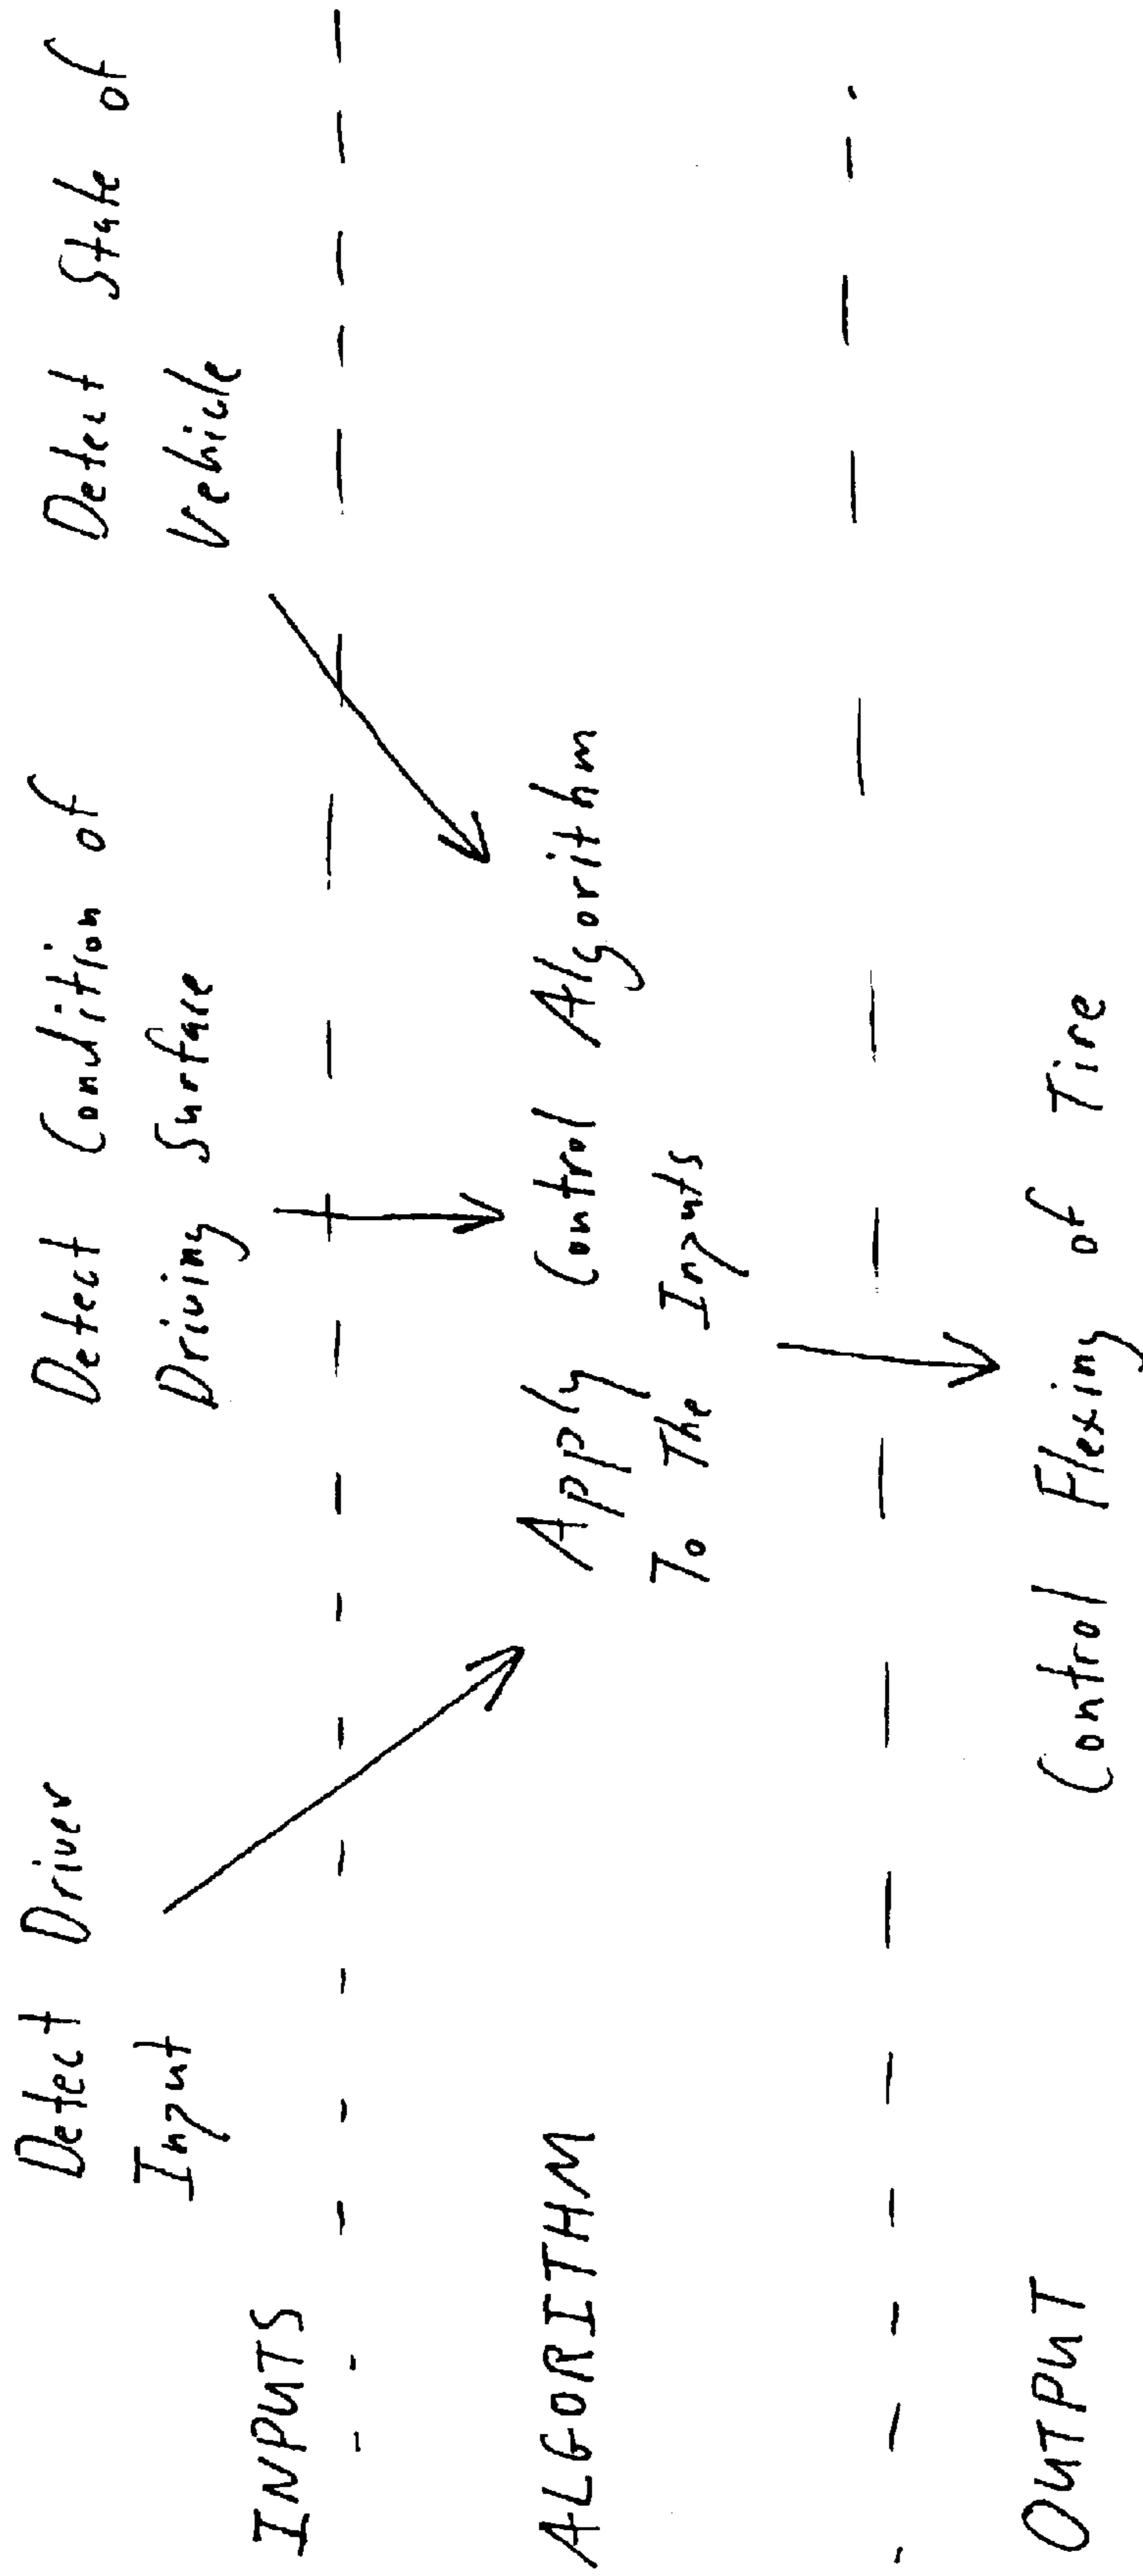 Detect Driver
Input
Detect Condition of
Driving Surface
Detect State of
Vehicle
INPUTS
ALGORITHM
Apply Control Algorithm
To The Inputs
OUTPUT
Control Flexing of Tire